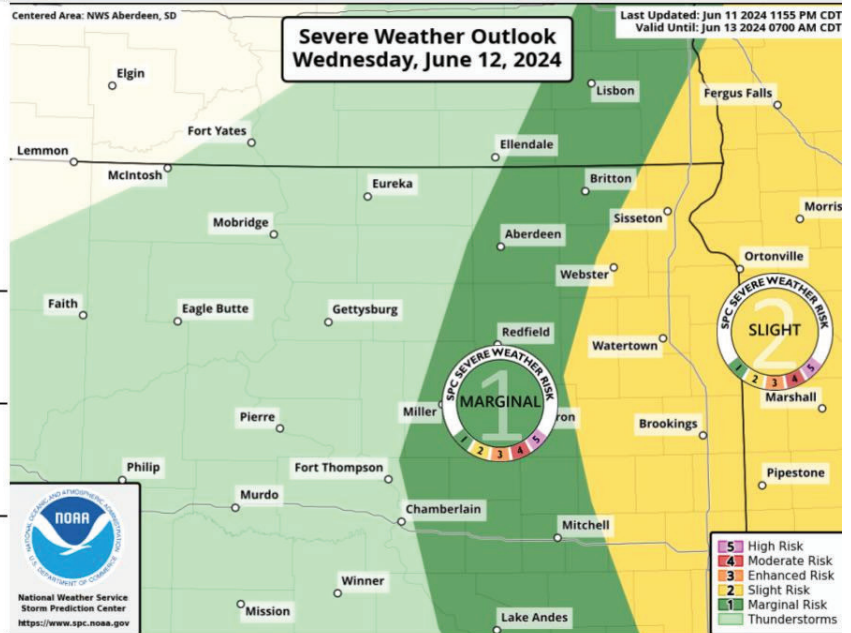 Centered Area: NWS Aberdeen, SD
Severe Weather Outlook
Wednesday, June 12, 2024
Last Updated: Jun 11 2024 1155 PM CDT
Valid Until: Jun 13 2024 0700 AM CDT
Elgin
Lisbon
Fergus Falls
Fort Yates
Lemmon
Ellendale
McIntosh
Eureka
Britton
Sisseton
Morris
Mobridge
Aberdeen
Ortonville
Webster
Faith
Eagle Butte
Gettysburg
Redfield
Watertown
SPC SEVERE WEATHER RISK
2
SLIGHT
1 2 3 4 5
SPC SEVERE WEATHER RISK
1
MARGINAL
1 2 3 4 5
Miller
ron
Marshall
Pierre
Brookings
Philip
Fort Thompson
Pipestone
Murdo
Chamberlain
Mitchell
Winner
Mission
Lake Andes
NATIONAL OCEANIC AND ATMOSPHERIC ADMINISTRATION
NOAA
U.S. DEPARTMENT OF COMMERCE
National Weather Service
Storm Prediction Center
https://www.spc.noaa.gov
5 High Risk
4 Moderate Risk
3 Enhanced Risk
2 Slight Risk
1 Marginal Risk
Thunderstorms